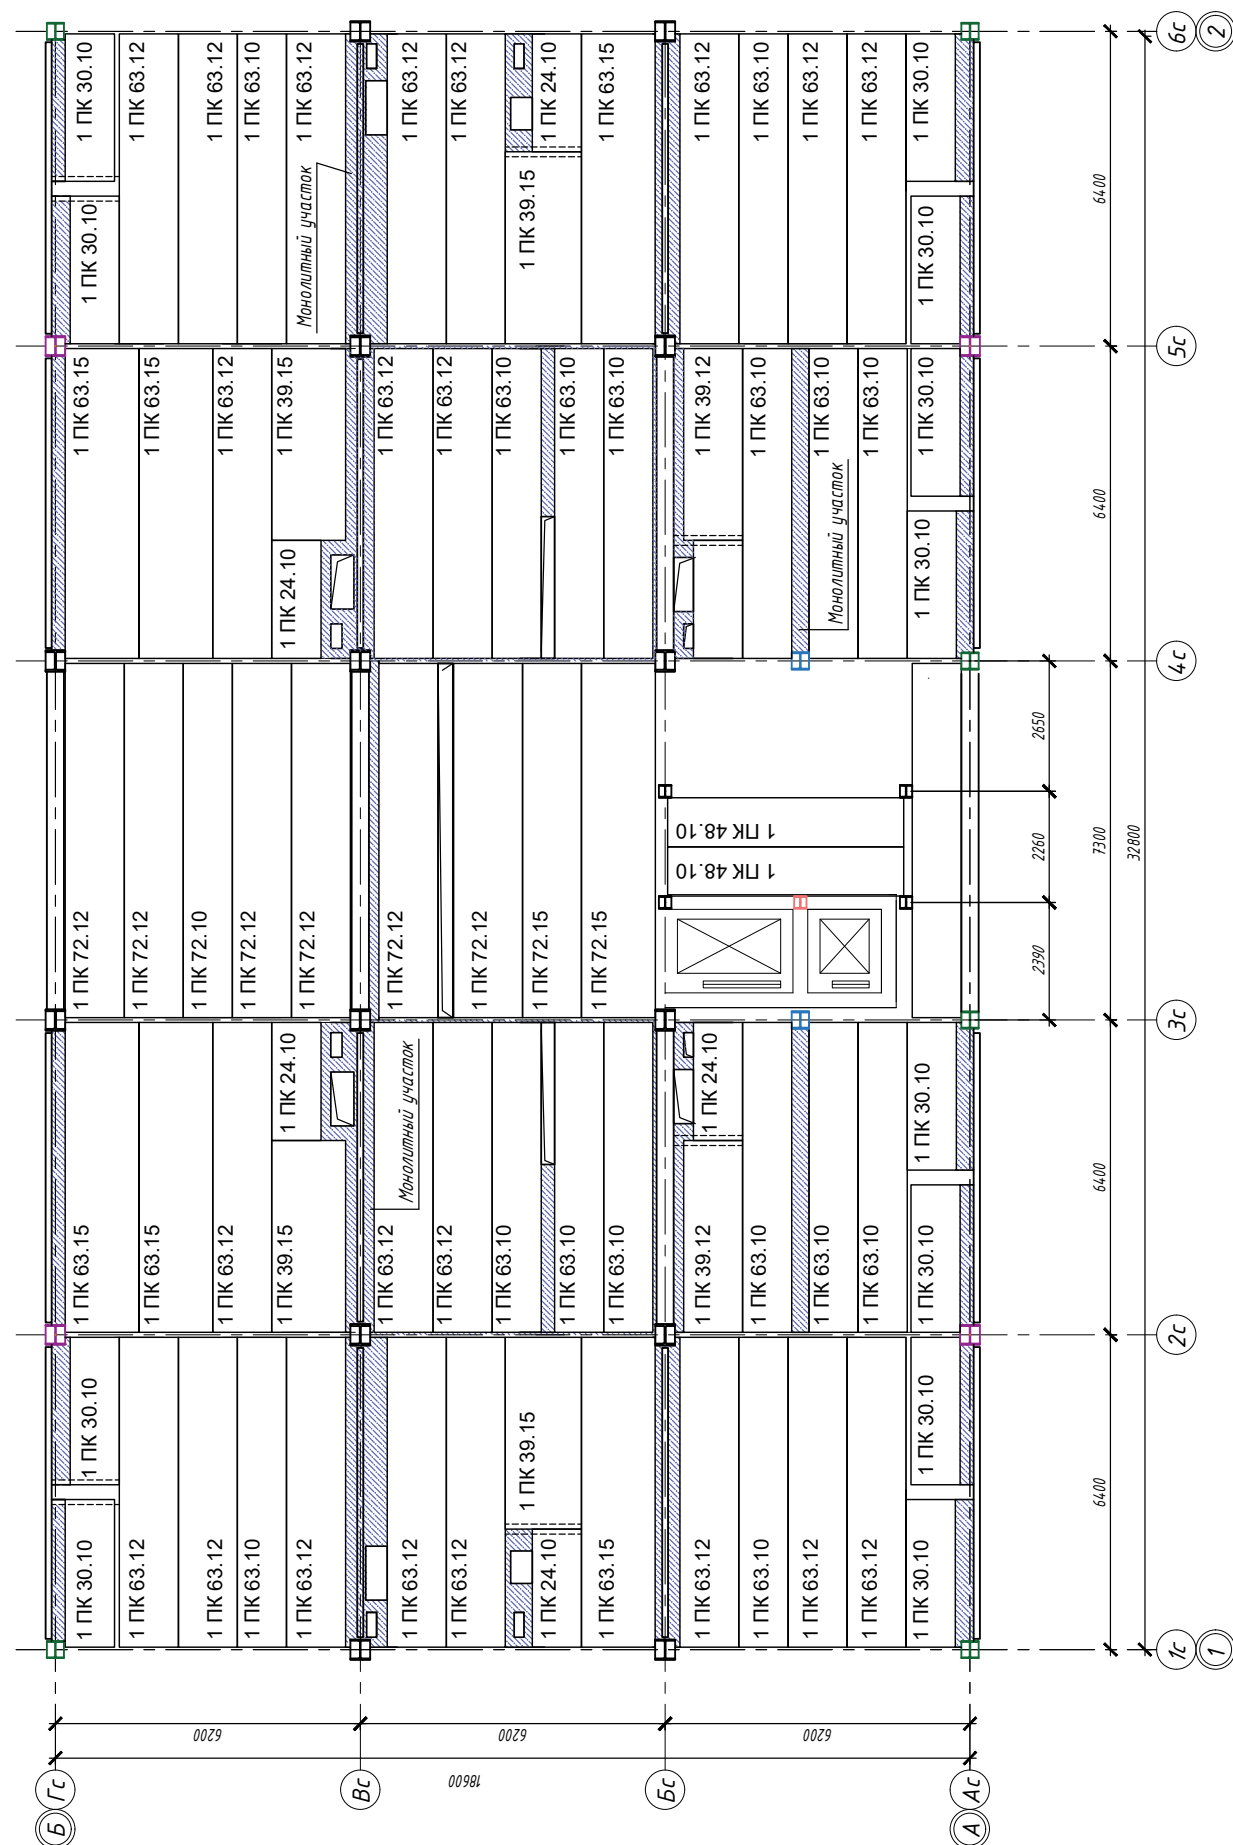 Б
Гс
Вс
Бс
А
Ас
6200
6200
6200
18600
1 ПК 30.10
1 ПК 30.10
1 ПК 63.12
1 ПК 63.12
1 ПК 63.10
1 ПК 63.12
1 ПК 63.12
1 ПК 63.12
1 ПК 39.15
1 ПК 24.10
1 ПК 63.15
1 ПК 63.12
1 ПК 63.10
1 ПК 63.12
1 ПК 63.12
1 ПК 30.10
1 ПК 30.10
1 ПК 63.15
1 ПК 63.15
1 ПК 63.12
1 ПК 39.15
1 ПК 24.10
Монолитный участок
1 ПК 63.12
1 ПК 63.12
1 ПК 63.10
1 ПК 63.10
1 ПК 63.10
1 ПК 39.12
1 ПК 24.10
1 ПК 63.10
1 ПК 63.10
1 ПК 63.10
1 ПК 30.10
1 ПК 30.10
1 ПК 72.12
1 ПК 72.12
1 ПК 72.10
1 ПК 72.12
1 ПК 72.12
1 ПК 72.12
1 ПК 72.12
1 ПК 72.15
1 ПК 72.15
1 ПК 48.10
1 ПК 48.10
1 ПК 63.15
1 ПК 63.15
1 ПК 63.12
1 ПК 24.10
1 ПК 39.15
1 ПК 63.12
1 ПК 63.12
1 ПК 63.10
1 ПК 63.10
1 ПК 63.10
1 ПК 39.12
1 ПК 63.10
1 ПК 63.10
Монолитный участок
1 ПК 63.10
1 ПК 30.10
1 ПК 30.10
1 ПК 30.10
1 ПК 30.10
1 ПК 63.12
1 ПК 63.12
1 ПК 63.10
1 ПК 63.12
Монолитный участок
1 ПК 63.12
1 ПК 63.12
1 ПК 39.15
1 ПК 24.10
1 ПК 63.15
1 ПК 63.12
1 ПК 63.10
1 ПК 63.12
1 ПК 63.12
1 ПК 30.10
1 ПК 30.10
2390
2260
2650
6400
6400
7300
6400
6400
32800
1с
2с
3с
4с
5с
6с
1
2